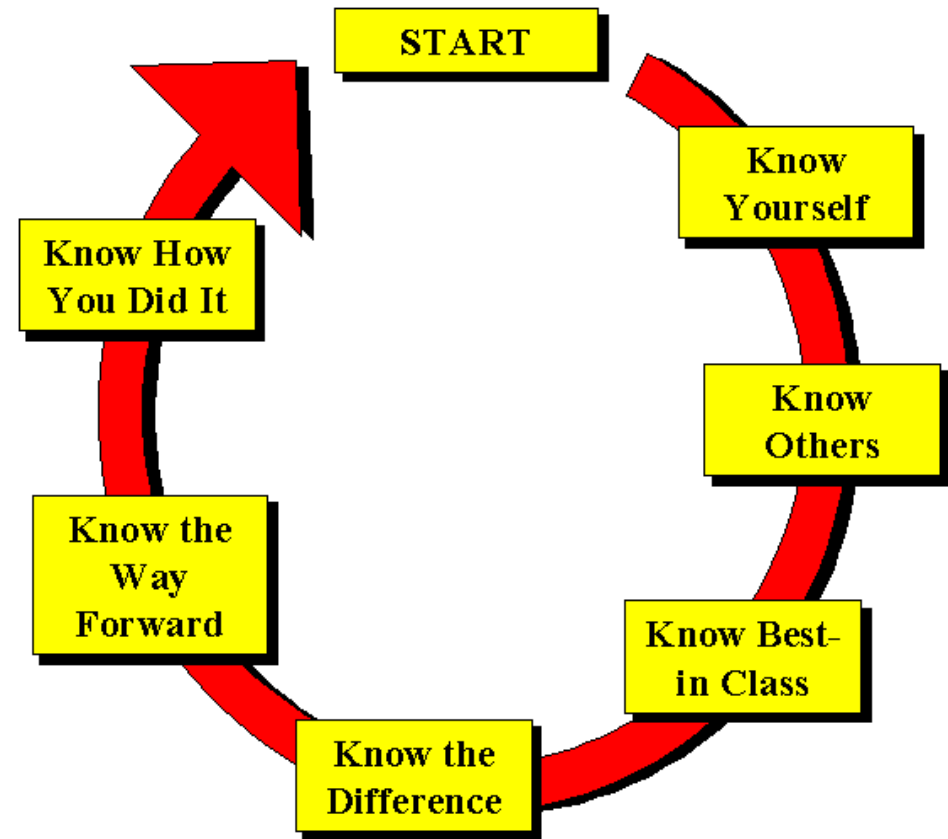 START
Know
Yourself
Know
Others
Know Best-
in Class
Know the
Difference
Know the
Way
Forward
Know How
You Did It